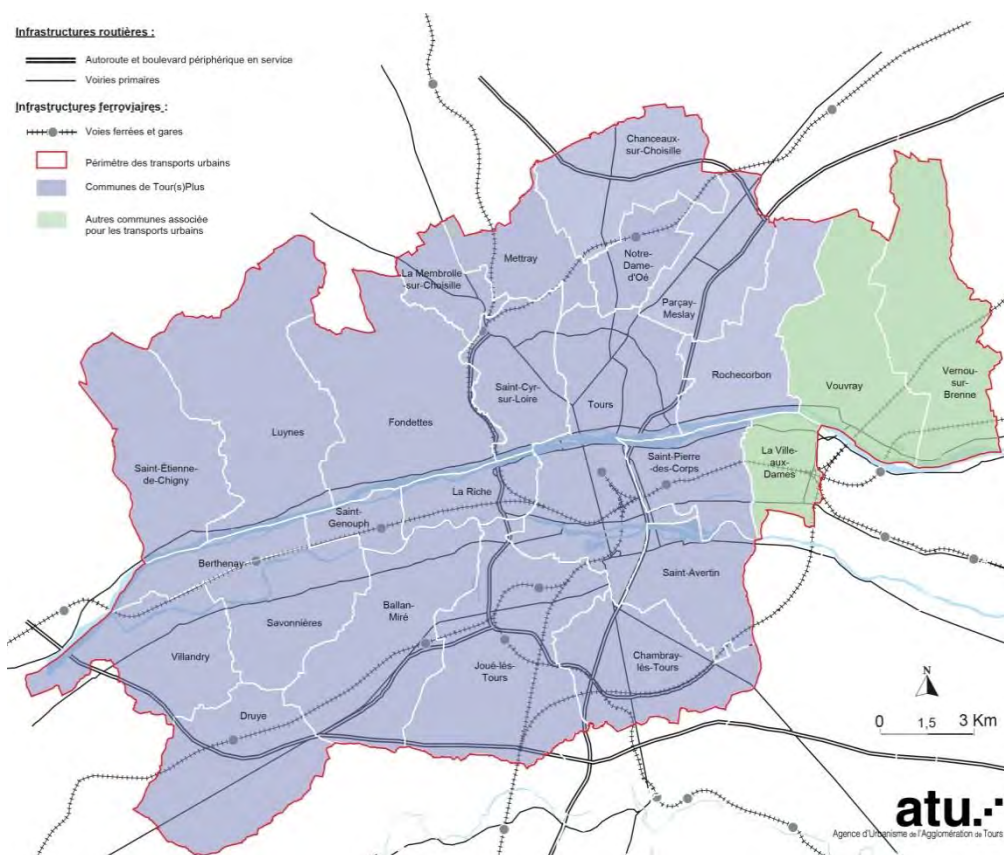 Infrastructures routières :
Autoroute et boulevard périphérique en service
Voiries primaires
Infrastructures ferroviaires :
Voies ferrées et gares
Périmètre des transports urbains
Communes de Tour(s)Plus
Autres communes associée
pour les transports urbains
Chanceaux-
sur-Choisille
La Membrolle
sur-Choisille
Mettray
Notre-
Dame-
d'Oé
Parçay-
Meslay
Rochecorbon
Vouvray
Vernou-
sur-
Brenne
Saint-Cyr-
sur-Loire
Tours
Fondettes
Luynes
Saint-Étienne-
de-Chigny
La Ville-
aux-
Dames
Saint-Pierre
-des-Corps
La Riche
Saint-
Genouph
Berthenay
Saint-Avertin
Ballan-
Miré
Savonnières
Villandry
Joué-lés-
Tours
Chambray-
lés-Tours
Druye
N
0 1,5 3 Km
atu.
Agence d'Urbanisme de l'Agglomération de Tours